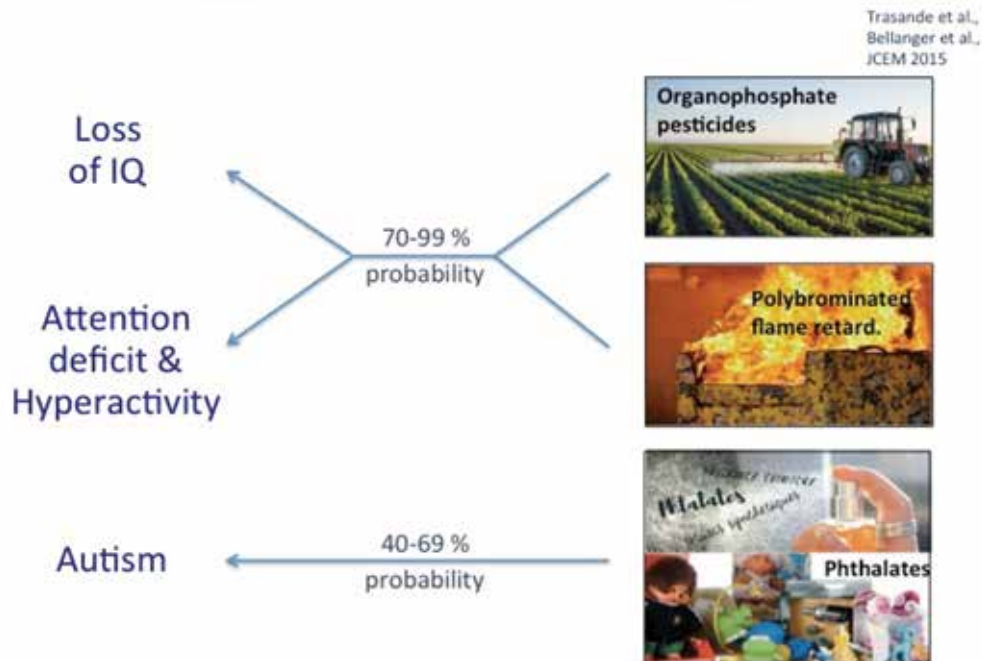 Trasande et al.,
Bellanger et al.,
JCEM 2015
Organophosphate
pesticides
Loss
of IQ
70-99 %
probability
Polybrominated
flame retard.
Attention
deficit &
Hyperactivity
Phtalates
Autism
40-69 %
probability
Phthalates